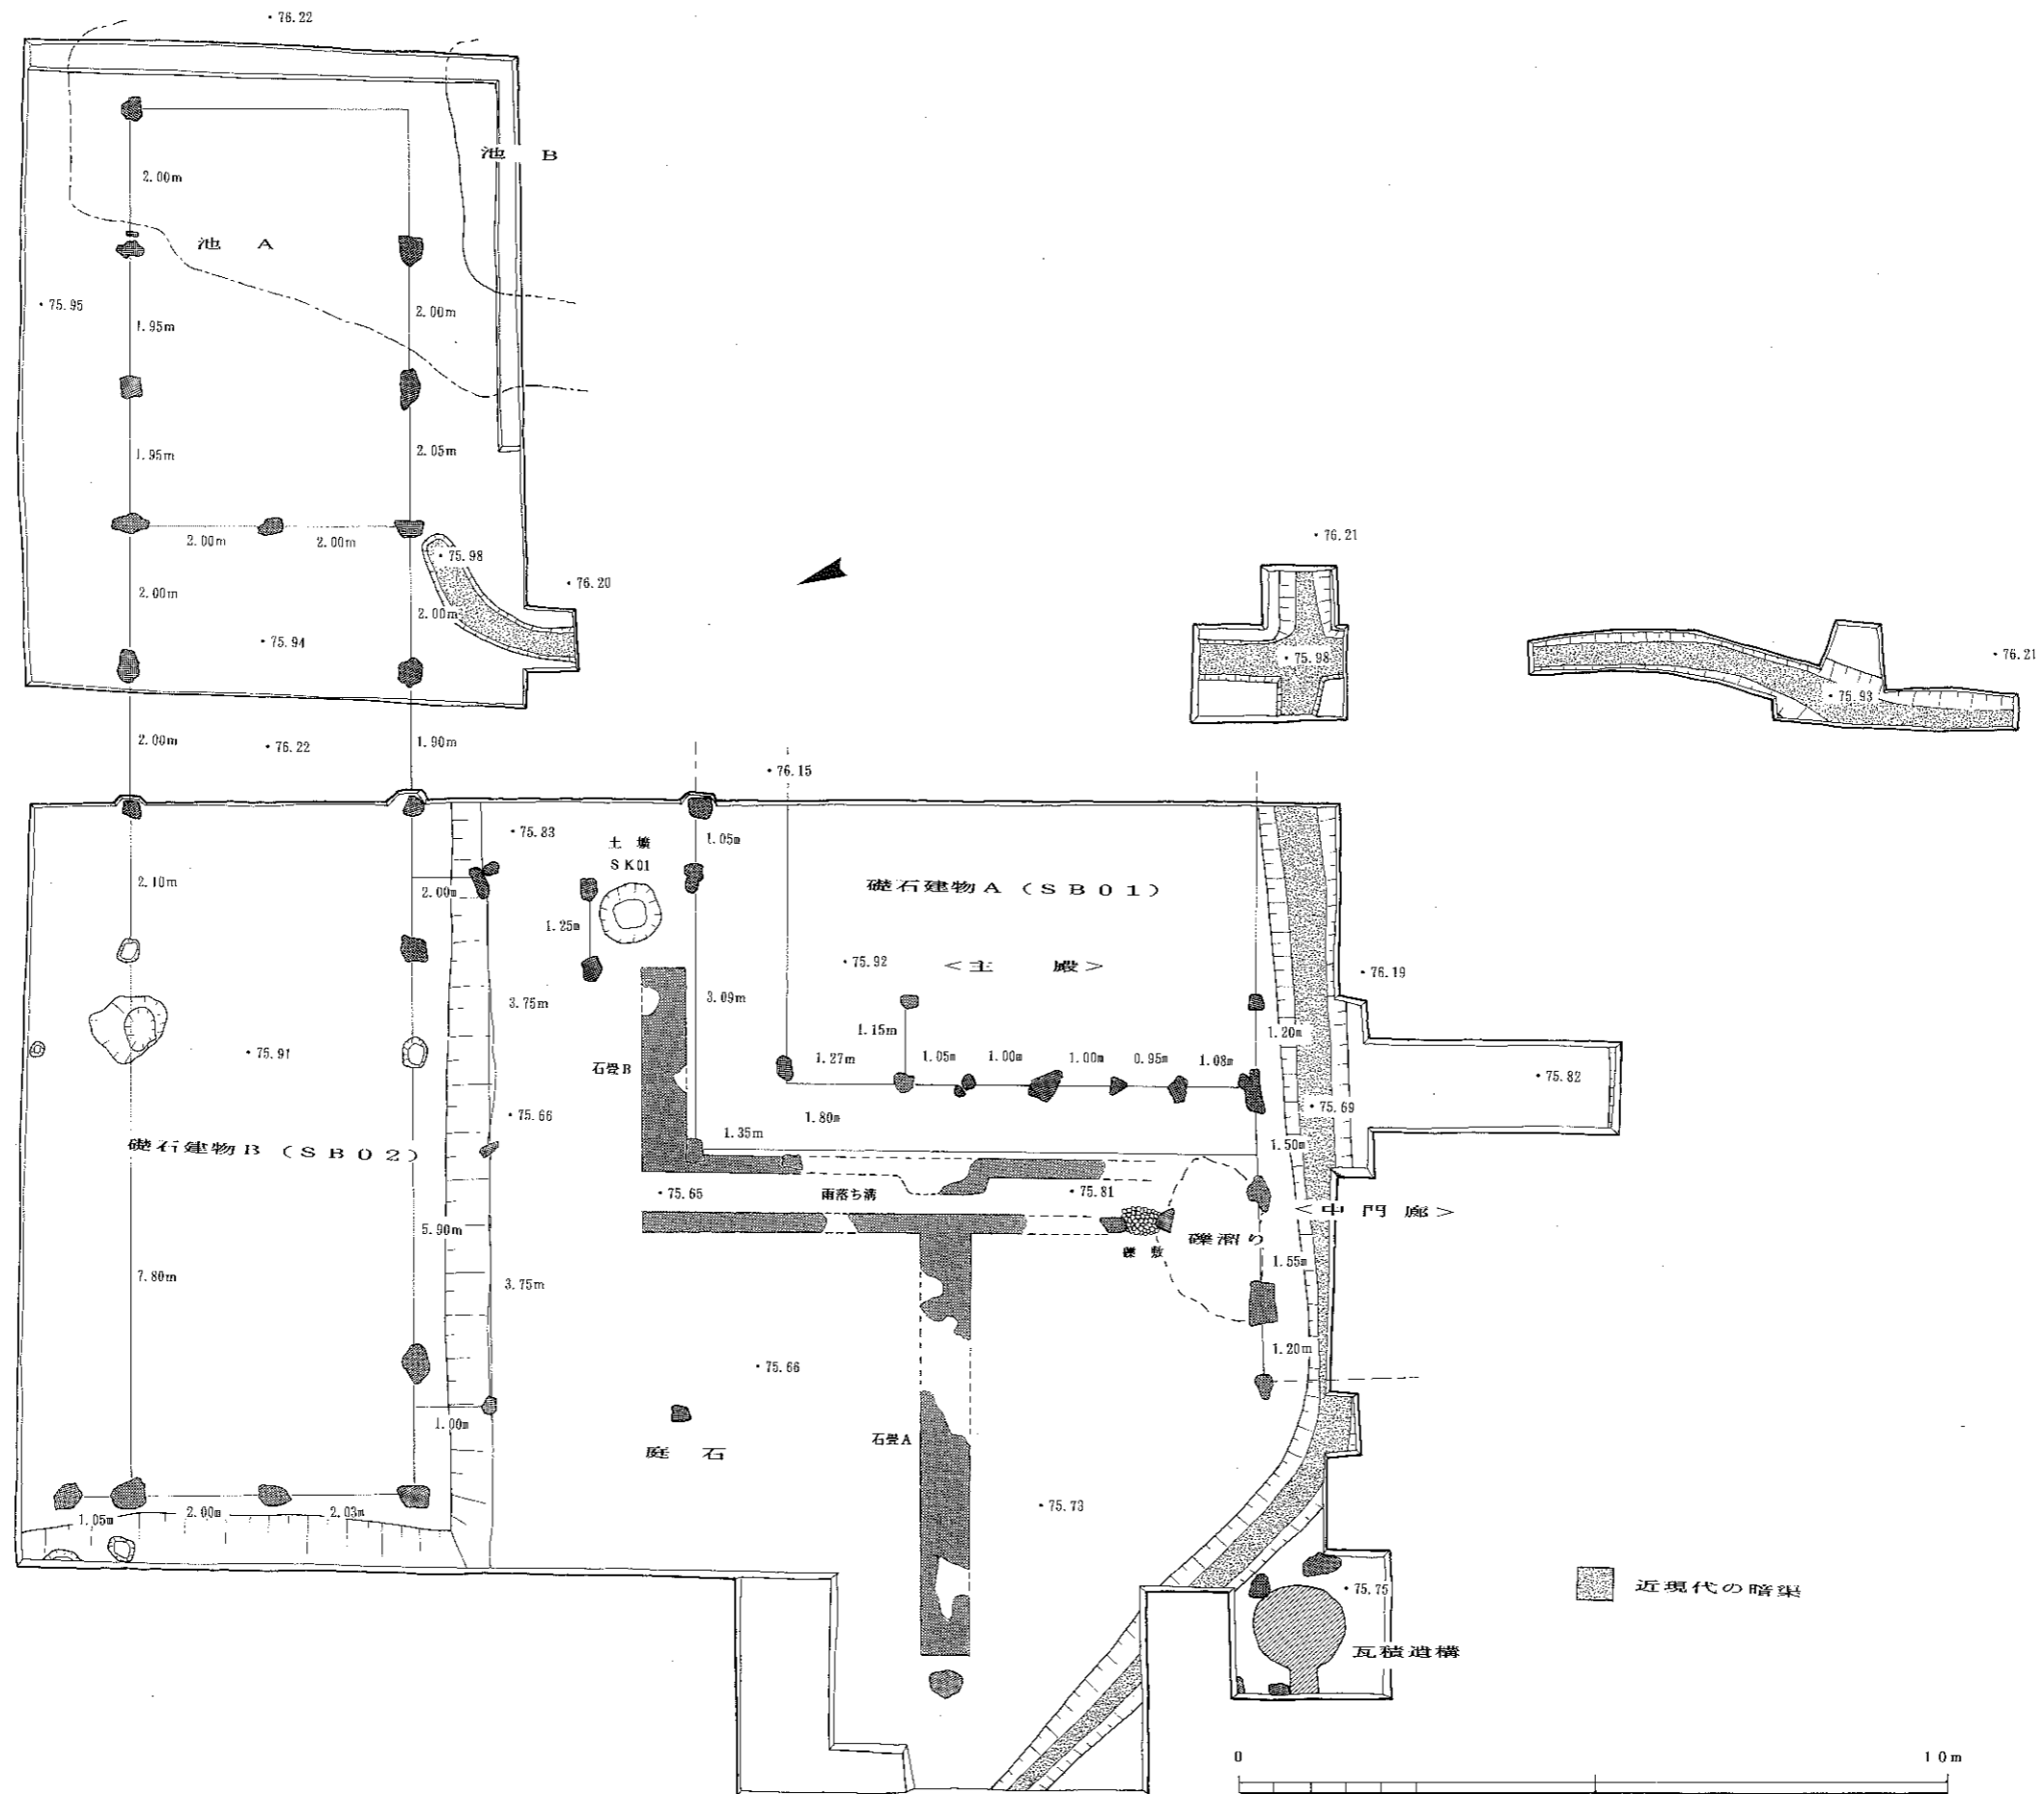 76.22
池 B
2.00m
池 A
75.95
1.95m
2.00m
1.95m
2.05m
2.00m
2.00m
75.98
76.20
2.00m
2.00m
75.94
76.21
75.98
76.21
75.93
2.00m
76.22
1.90m
76.15
75.83
土 壙
SK01
1.05m
2.10m
2.00m
礎石建物A (SB01)
1.25m
75.92
<主 殿>
76.19
3.75m
3.09m
1.15m
1.20m
石畳B
1.27m
1.05m
1.00m
1.00m
0.95m
1.08m
75.91
75.82
75.66
75.69
1.80m
1.35m
1.50m
礎石建物B (SB02)
75.65
雨落ち溝
75.81
<中門廊>
5.90m
礫 敷
礫溜り
1.55m
7.80m
3.75m
1.20m
75.66
1.00m
石畳A
庭 石
75.73
1.05m
2.00m
2.03m
75.75
近現代の暗渠
瓦積遺構
0
10m